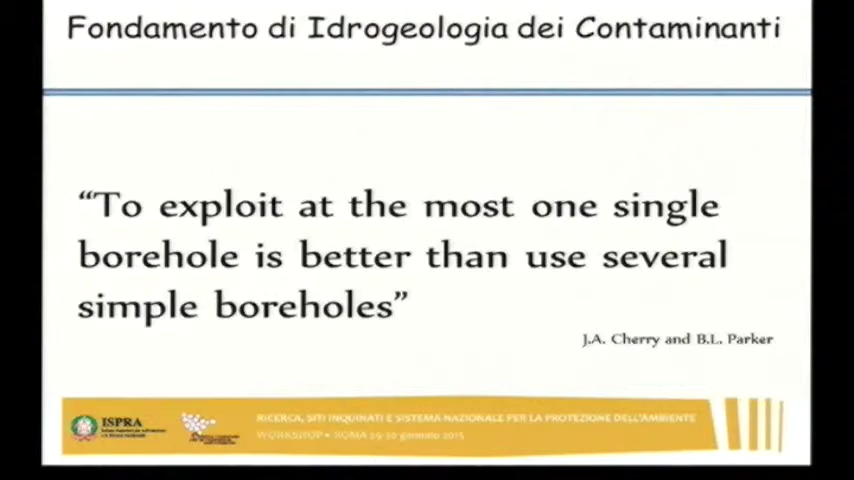 Fondamento di Idrogeologia dei Contaminanti
“To exploit at the most one single
borehole is better than use several
simple boreholes”
J.A. Cherry and B.L. Parker
ISPRA
RICERCA, SITI INQUINATI E SISTEMA NAZIONALE PER LA PROTEZIONE DELL'AMBIENTE
WORKSHOP • ROMA 29-30 gennaio 2015